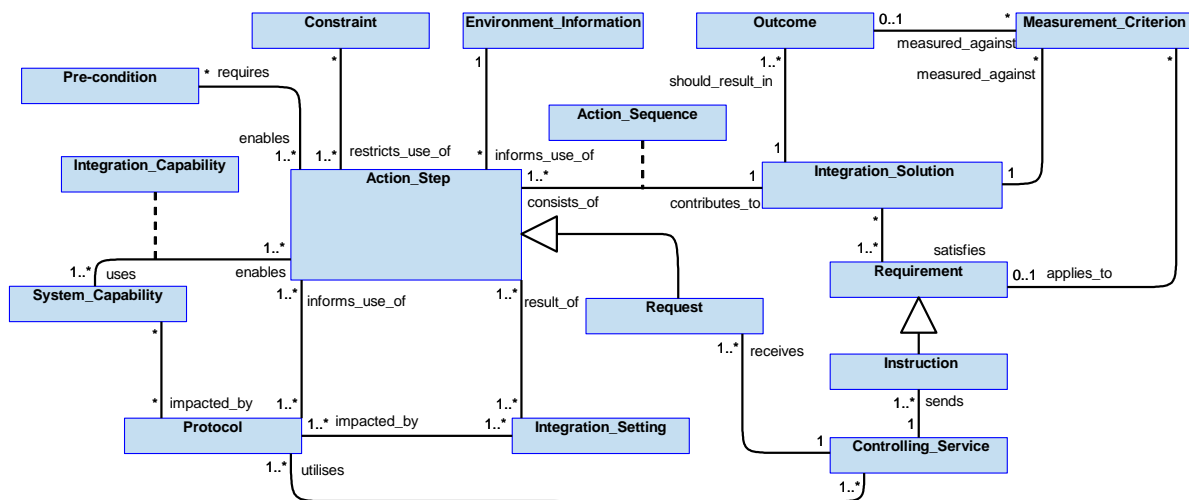 Constraint
Environment_Information
Outcome
0..1
*
Measurement_Criterion
measured_against
Pre-condition
* requires
*
1
1..*
should_result_in
*
measured_against
*
Action_Sequence
enables
1..*
1..*
restricts_use_of
*
informs_use_of
1
Integration_Capability
Action_Step
1..*
consists_of
1
contributes_to
Integration_Solution
1
*
1..*
satisfies
1..*
enables
1..*
uses
System_Capability
1..*
informs_use_of
1..*
result_of
Requirement
0..1
applies_to
Request
*
1..*
receives
Instruction
*
impacted_by
1..*
1..*
1..*
sends
Protocol
1..*
impacted_by
1..*
Integration_Setting
1
1
Controlling_Service
1..*
utilises
1..*